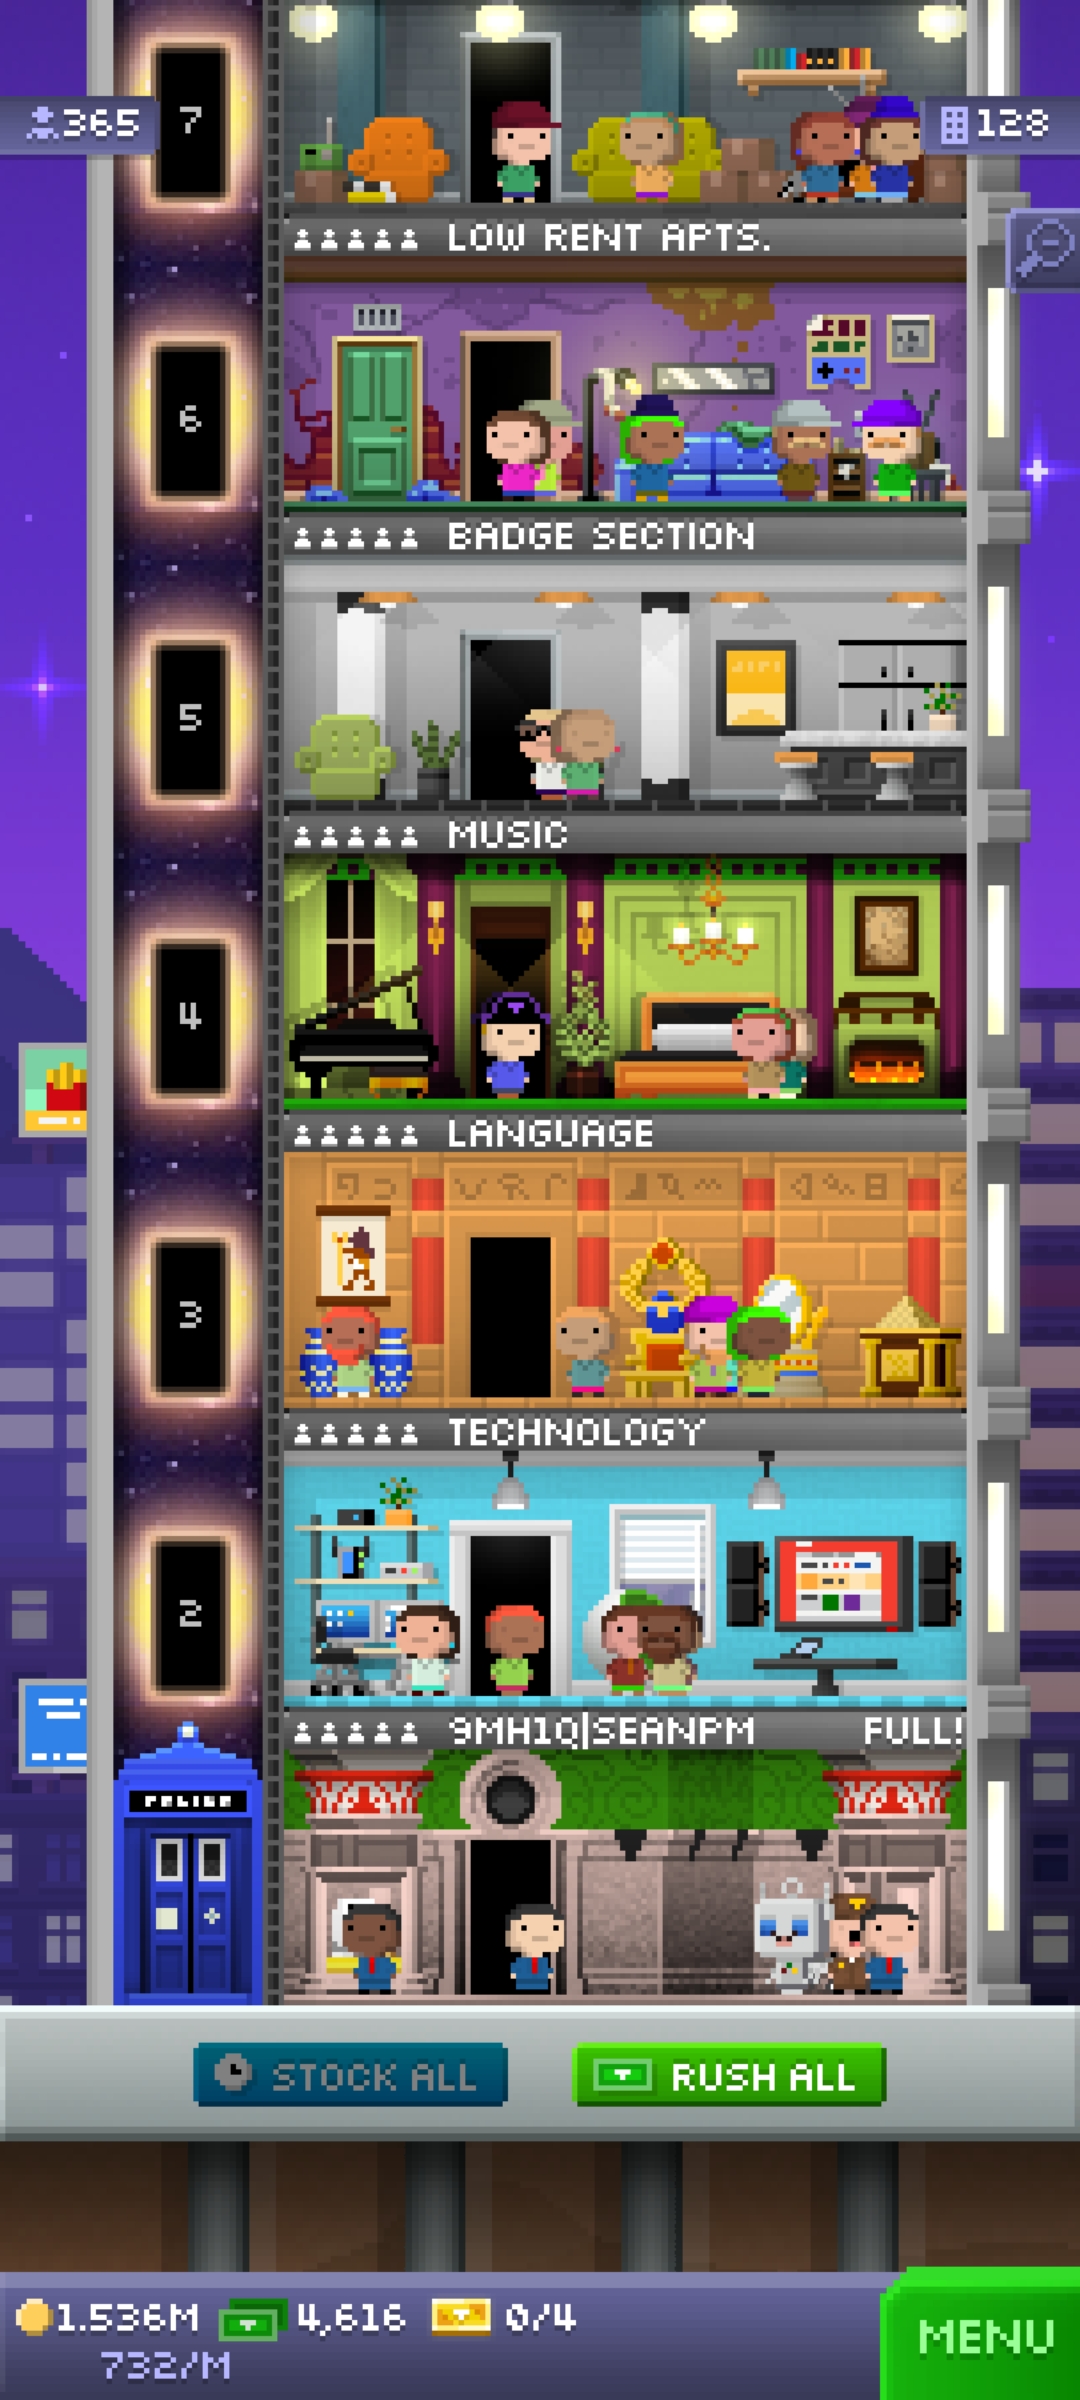 7
365
128
LOW RENT APTS.
6
BADGE SECTION
5
MUSIC
4
LANGUAGE
3
TECHNOLOGY
2
9MH1Q|SEANPM FULL!
POLICE
STOCK ALL
RUSH ALL
1.536M 4,616 0/4
732/M
MENU